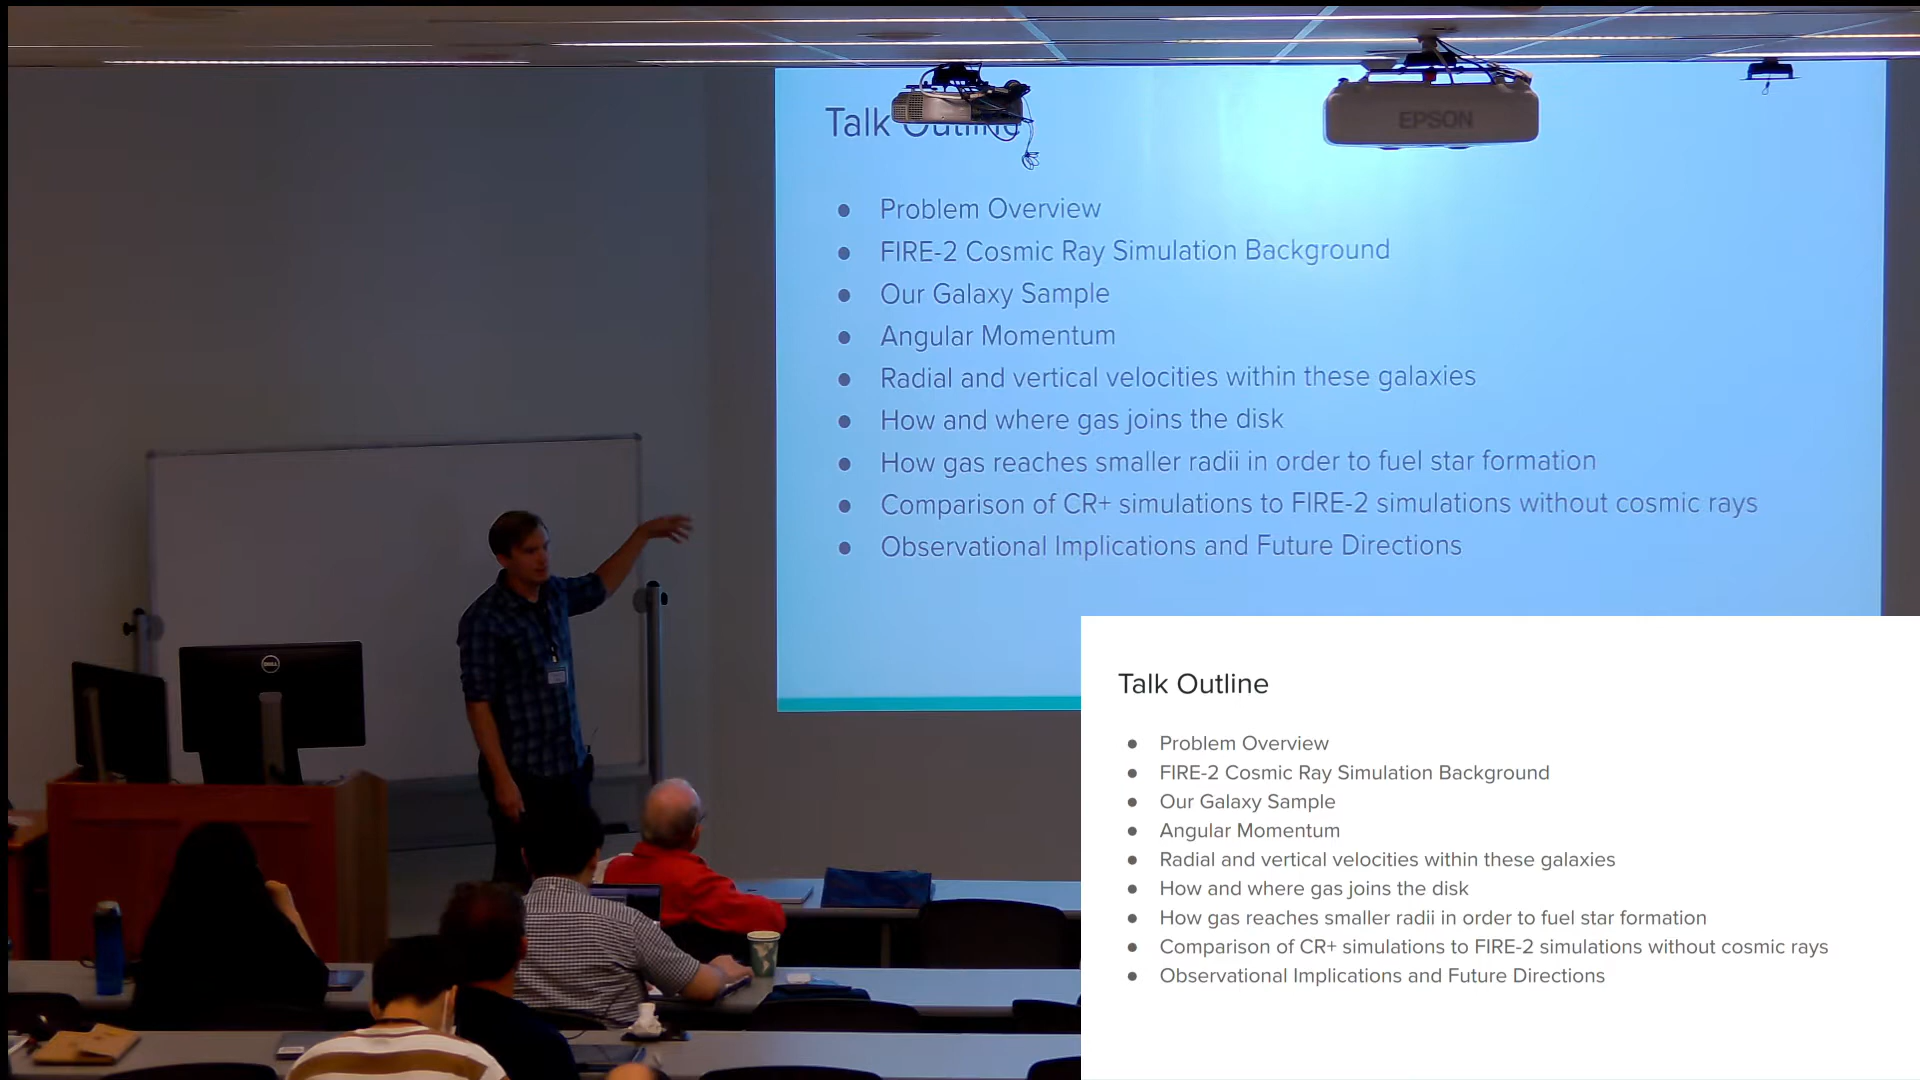 Talk Outline
EPSON
● Problem Overview
● FIRE-2 Cosmic Ray Simulation Background
● Our Galaxy Sample
● Angular Momentum
● Radial and vertical velocities within these galaxies
● How and where gas joins the disk
● How gas reaches smaller radii in order to fuel star formation
● Comparison of CR+ simulations to FIRE-2 simulations without cosmic rays
● Observational Implications and Future Directions
DELL
Talk Outline
● Problem Overview
● FIRE-2 Cosmic Ray Simulation Background
● Our Galaxy Sample
● Angular Momentum
● Radial and vertical velocities within these galaxies
● How and where gas joins the disk
● How gas reaches smaller radii in order to fuel star formation
● Comparison of CR+ simulations to FIRE-2 simulations without cosmic rays
● Observational Implications and Future Directions